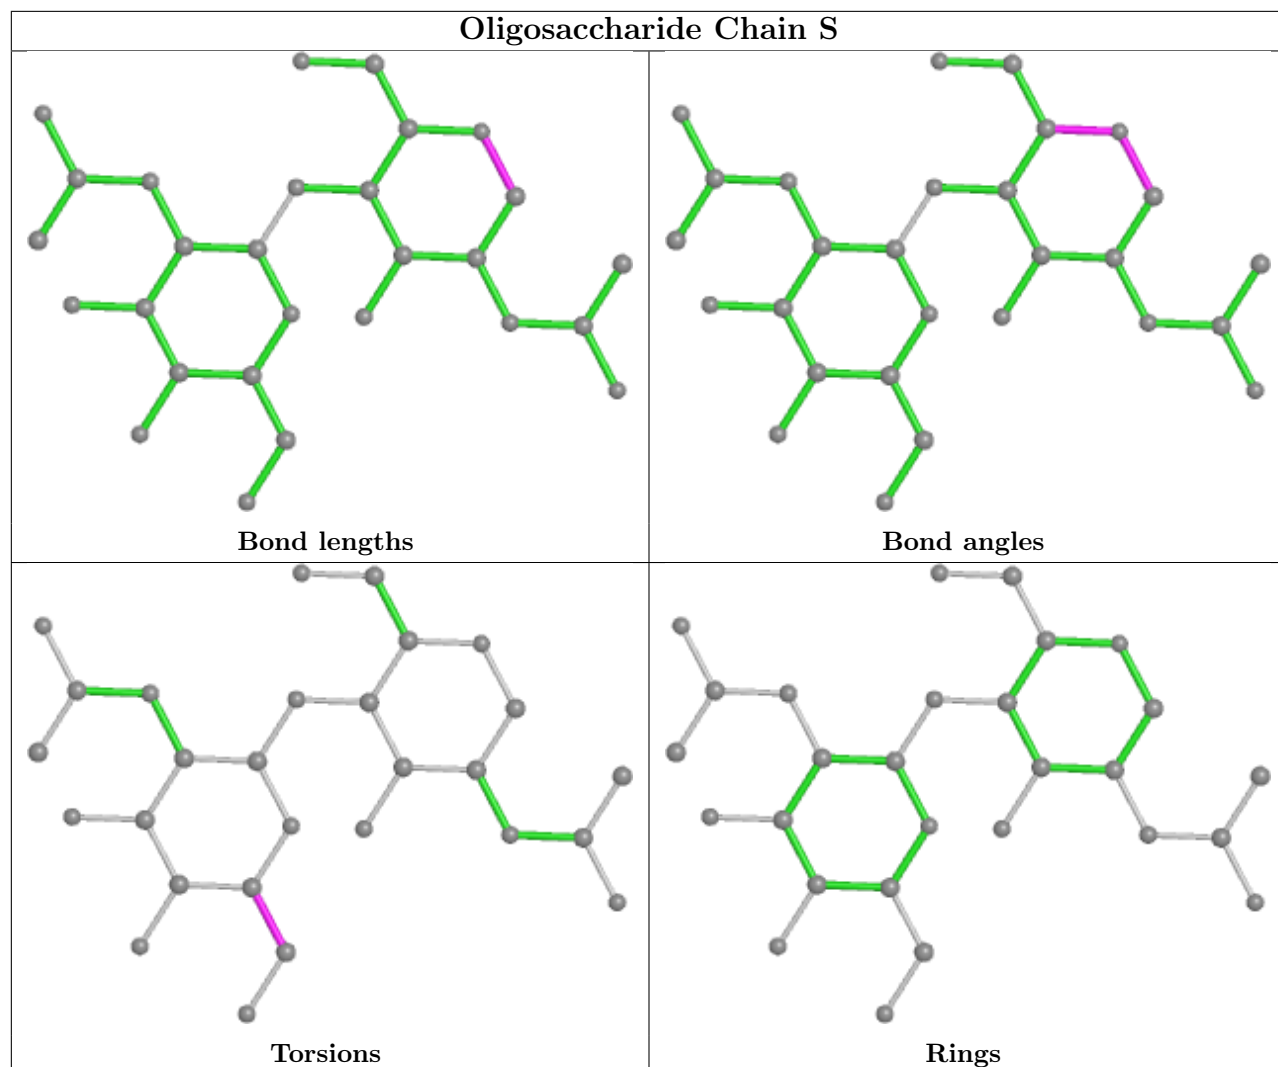 Oligosaccharide Chain S
Bond lengths
Bond angles
Torsions
Rings